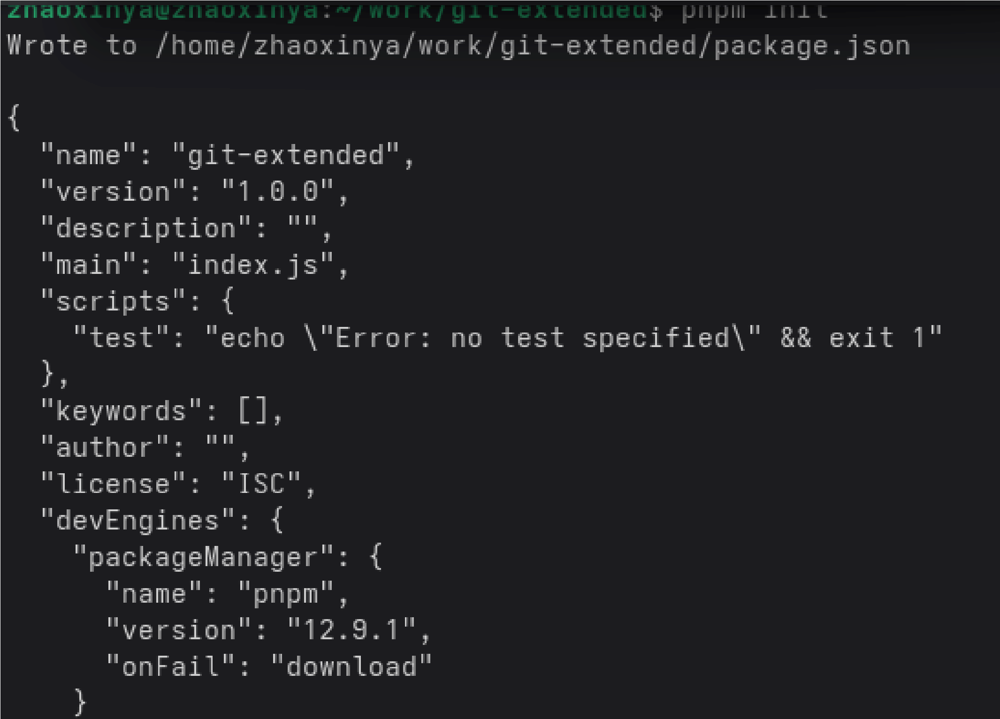 zhaoxinya@zhaoxinya:~/work/git-extended$ pnpm init
Wrote to /home/zhaoxinya/work/git-extended/package.json
{
  "name": "git-extended",
  "version": "1.0.0",
  "description": "",
  "main": "index.js",
  "scripts": {
    "test": "echo \"Error: no test specified\" && exit 1"
  },
  "keywords": [],
  "author": "",
  "license": "ISC",
  "devEngines": {
    "packageManager": {
      "name": "pnpm",
      "version": "12.9.1",
      "onFail": "download"
    }